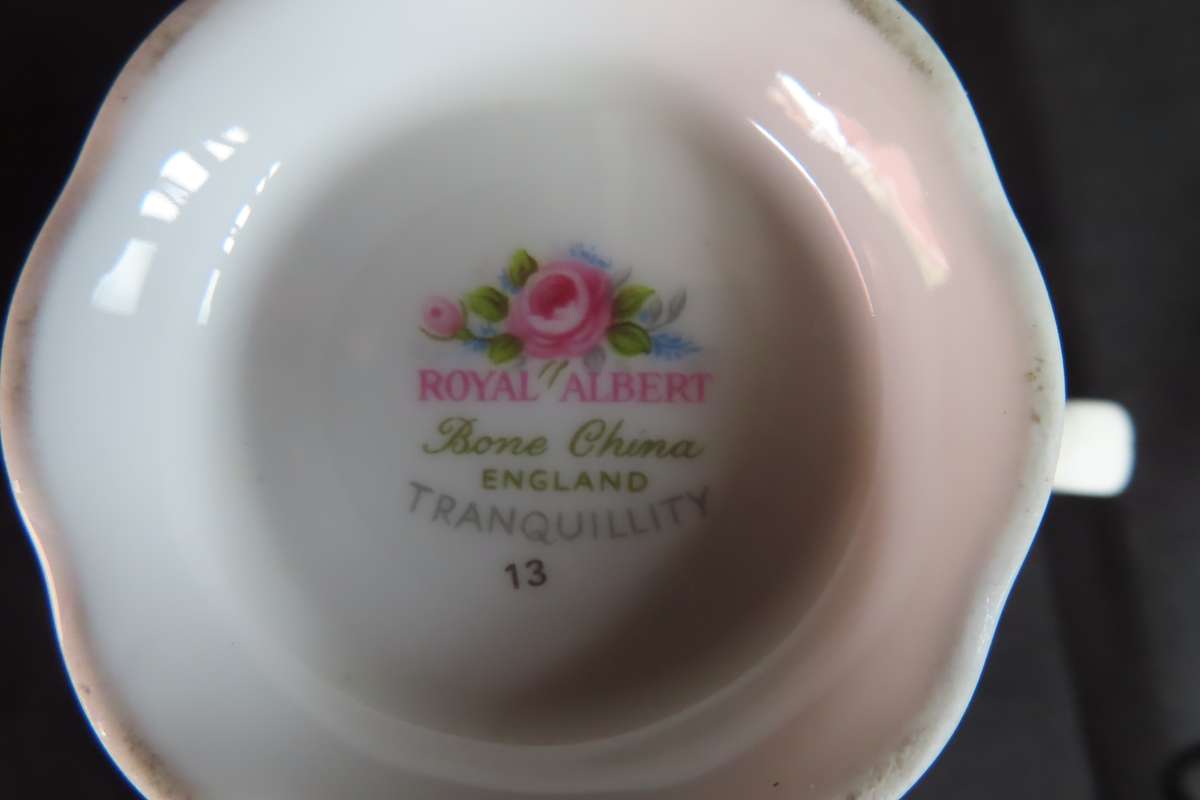 ROYAL ALBERT
Bone China
ENGLAND
TRANQUILLITY
13